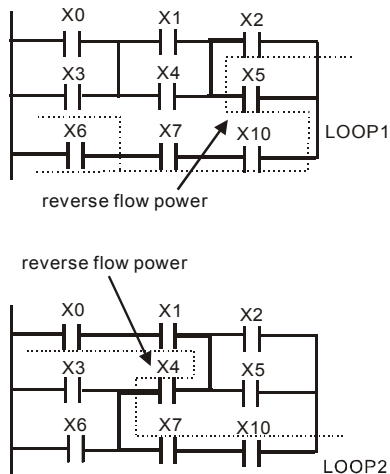 X0 X1 X2
X3 X4 X5
X6 X7 X10
LOOP1
reverse flow power
reverse flow power
X0 X1 X2
X3 X4 X5
X6 X7 X10
LOOP2